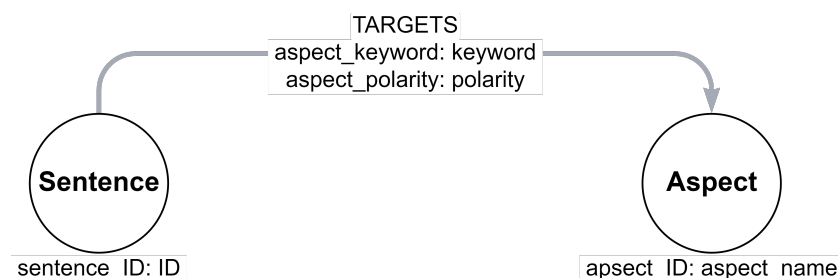 TARGETS
aspect_keyword: keyword
aspect_polarity: polarity
Sentence
Aspect
sentence_ID: ID
apsect_ID: aspect_name